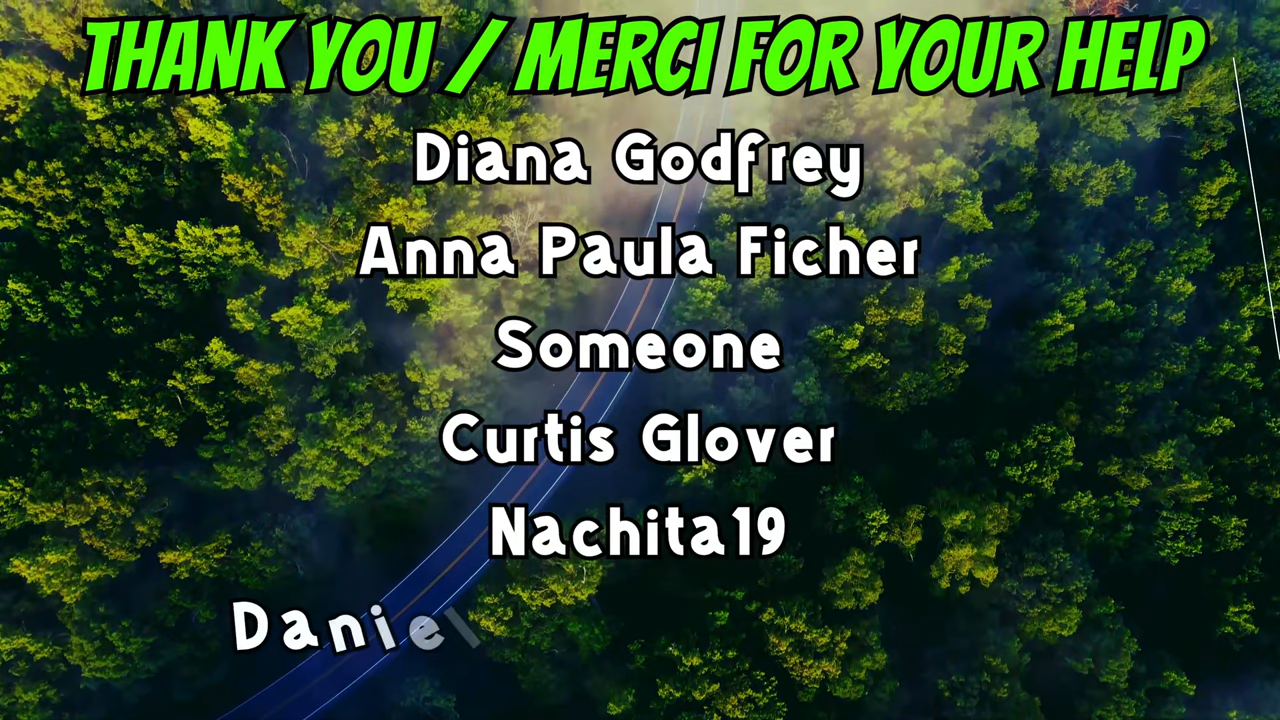 THANK YOU / MERCI FOR YOUR HELP
Diana Godfrey
Anna Paula Ficher
Someone
Curtis Glover
Nachita19
Daniel